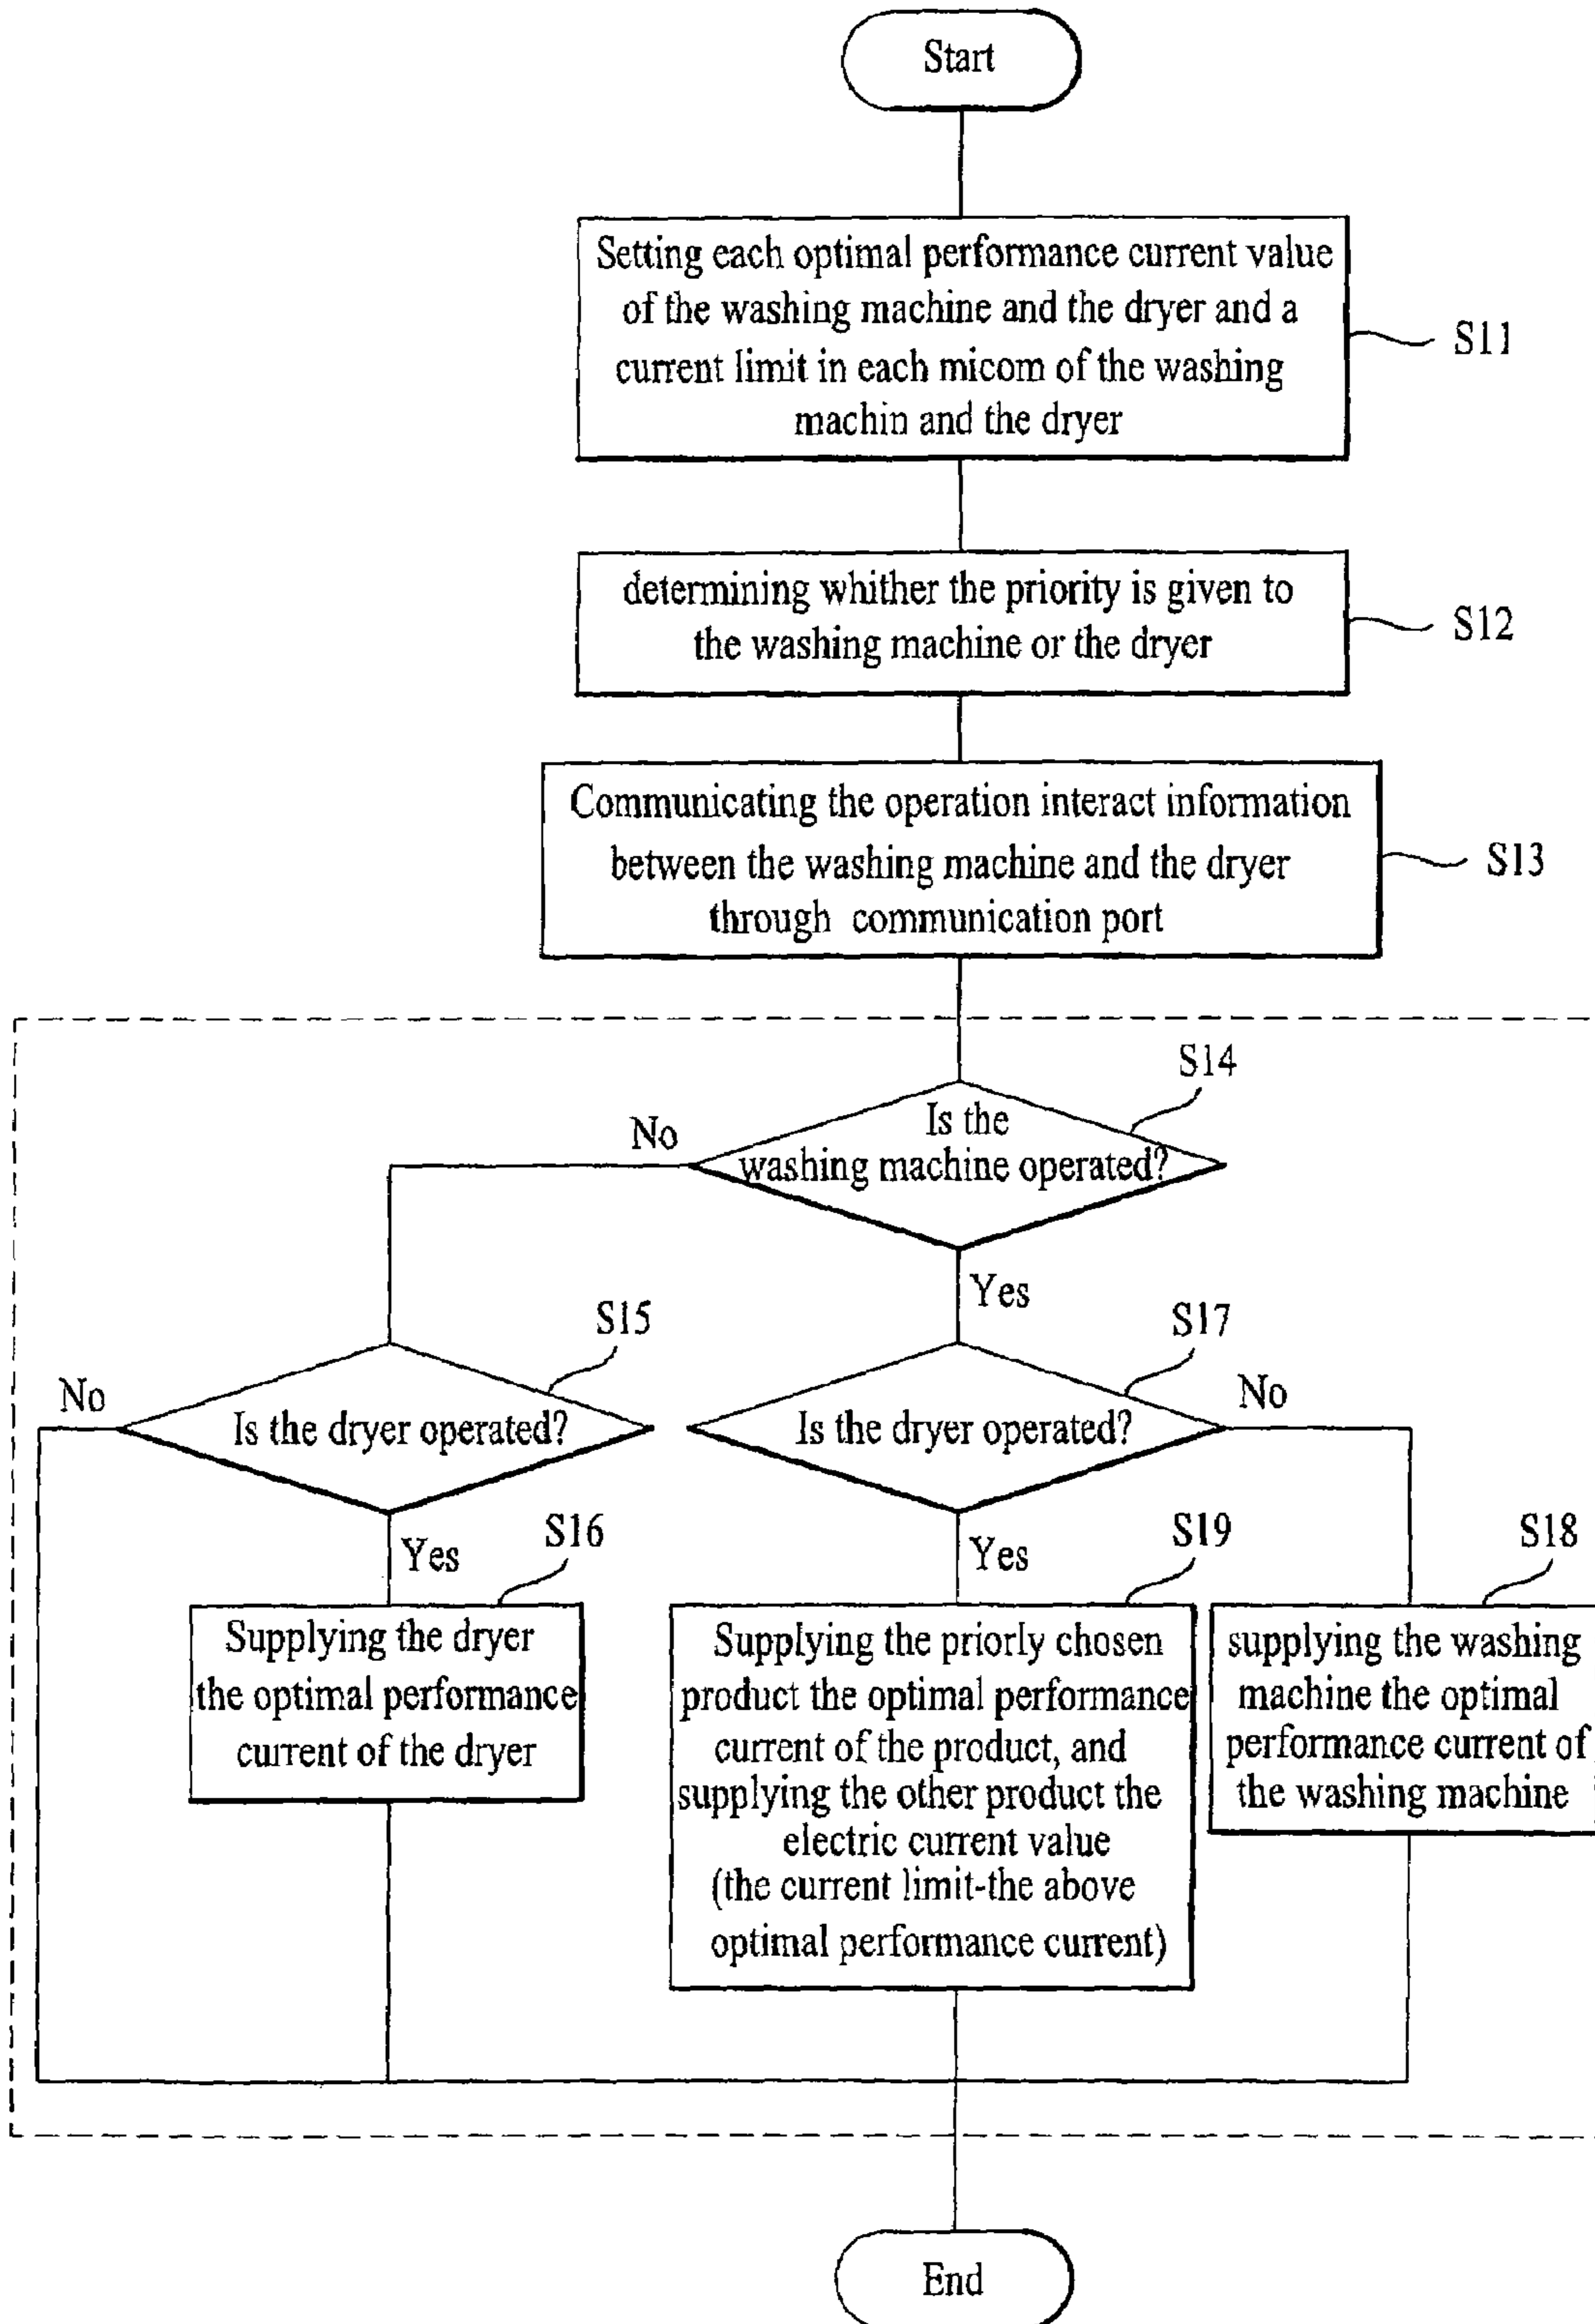 Start
Setting each optimal performance current value
of the washing machine and the dryer and a
current limit in each micom of the washing
machin and the dryer
S11
determining whither the priority is given to
the washing machine or the dryer
S12
Communicating the operation interact information
between the washing machine and the dryer
through communication port
S13
S14
Is the
washing machine operated?
No
Yes
S15
Is the dryer operated?
No
Yes
S17
Is the dryer operated?
No
Yes
S16
Supplying the dryer
the optimal performance
current of the dryer
S19
Supplying the priorly chosen
product the optimal performance
current of the product, and
supplying the other product the
electric current value
(the current limit-the above
optimal performance current)
S18
supplying the washing
machine the optimal
performance current of
the washing machine
End